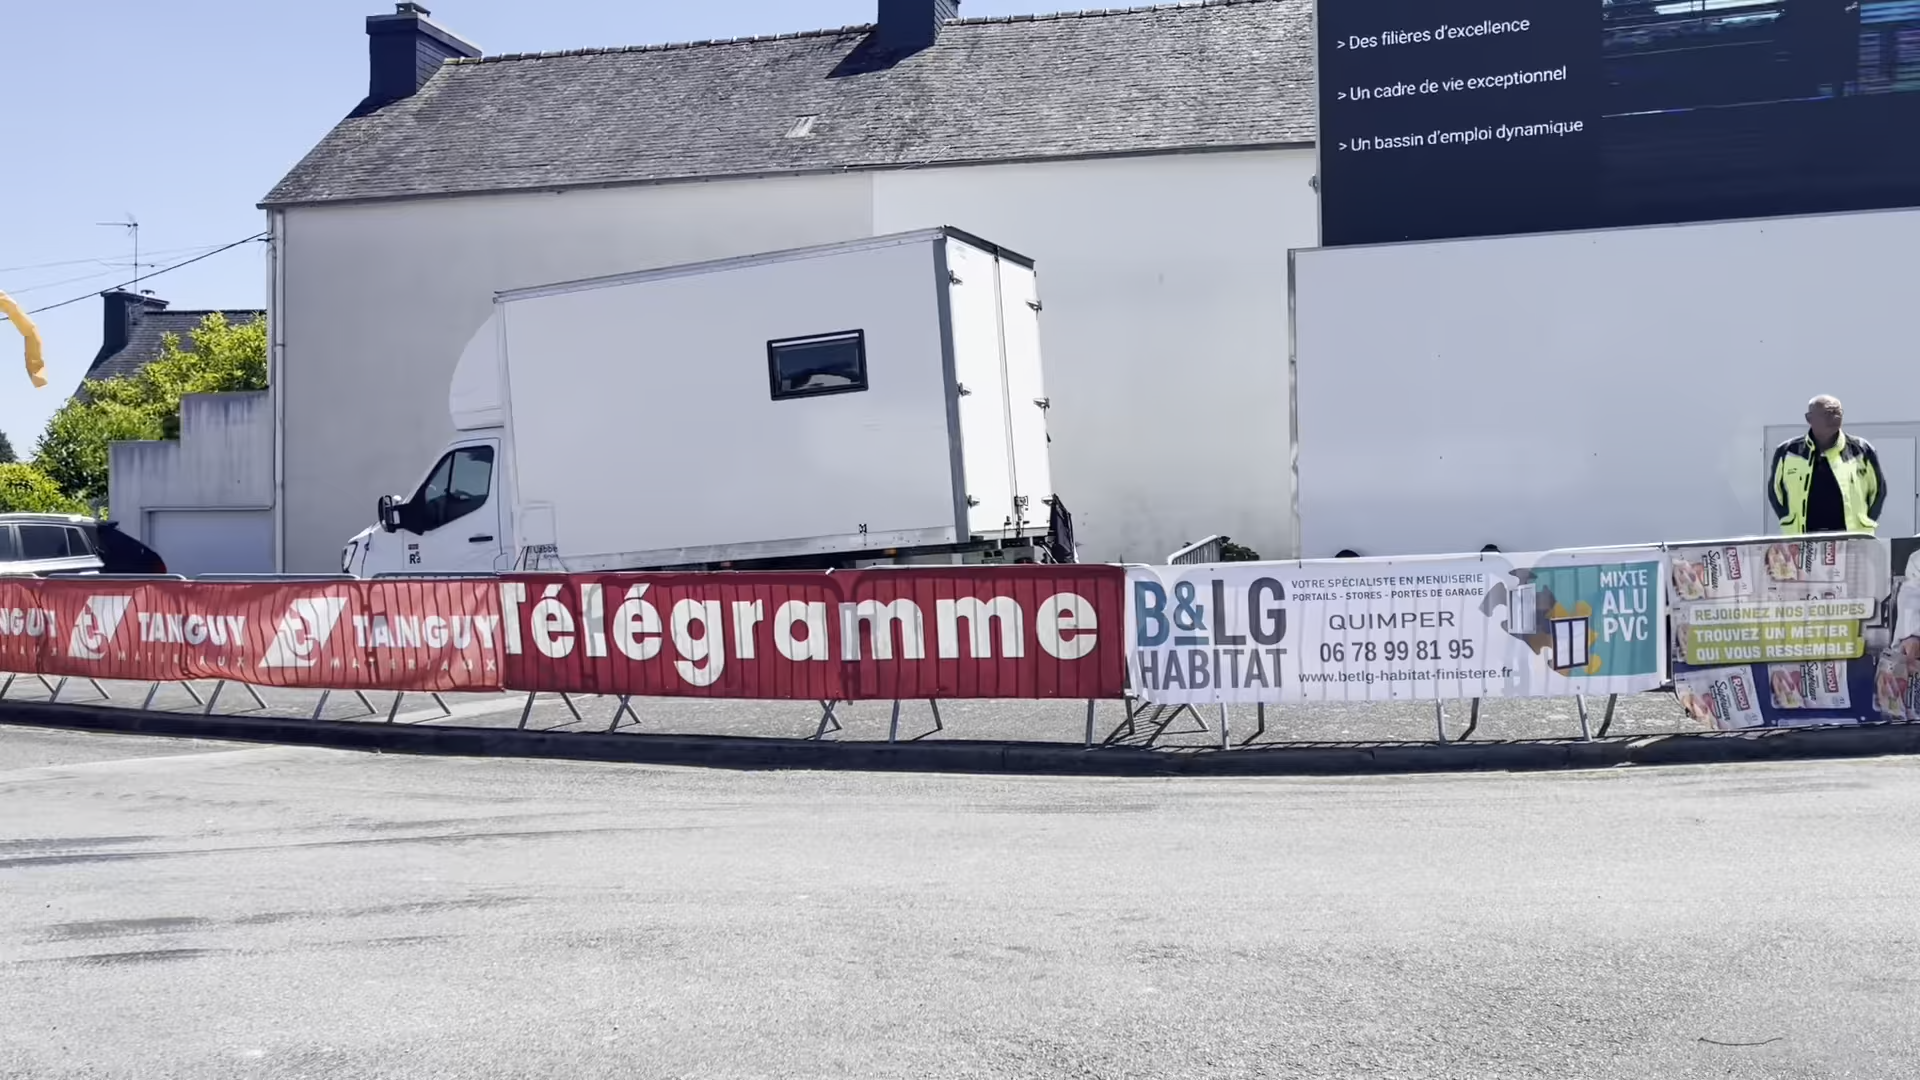 > Des filières d'excellence
> Un cadre de vie exceptionnel
> Un bassin d'emploi dynamique
TANGUY
MATÉRIAUX
TANGUY
MATÉRIAUX
Télégramme
B&LG
HABITAT
VOTRE SPÉCIALISTE EN MENUISERIE
PORTAILS - STORES - PORTES DE GARAGE
QUIMPER
06 78 99 81 95
www.betlg-habitat-finistere.fr
MIXTE
ALU
PVC
REJOIGNEZ NOS ÉQUIPES
TROUVEZ UN MÉTIER
QUI VOUS RESSEMBLE